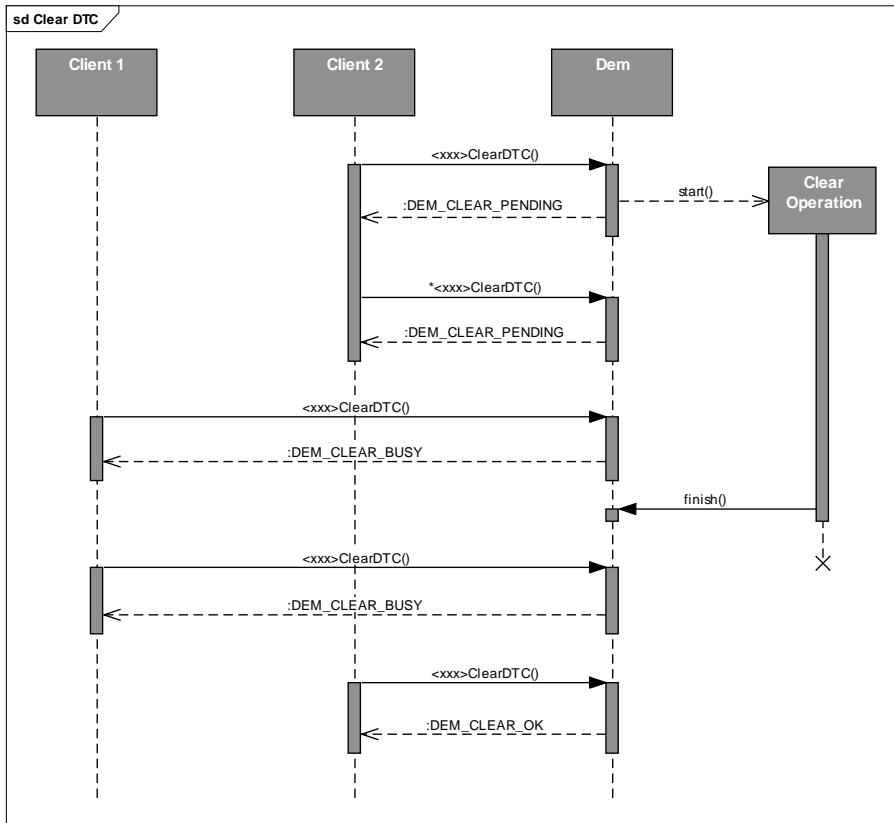 sd Clear DTC
Client 1
Client 2
Dem
<xxx>ClearDTC()
Clear
Operation
start()
:DEM_CLEAR_PENDING
*<xxx>ClearDTC()
:DEM_CLEAR_PENDING
<xxx>ClearDTC()
:DEM_CLEAR_BUSY
finish()
<xxx>ClearDTC()
:DEM_CLEAR_BUSY
<xxx>ClearDTC()
:DEM_CLEAR_OK